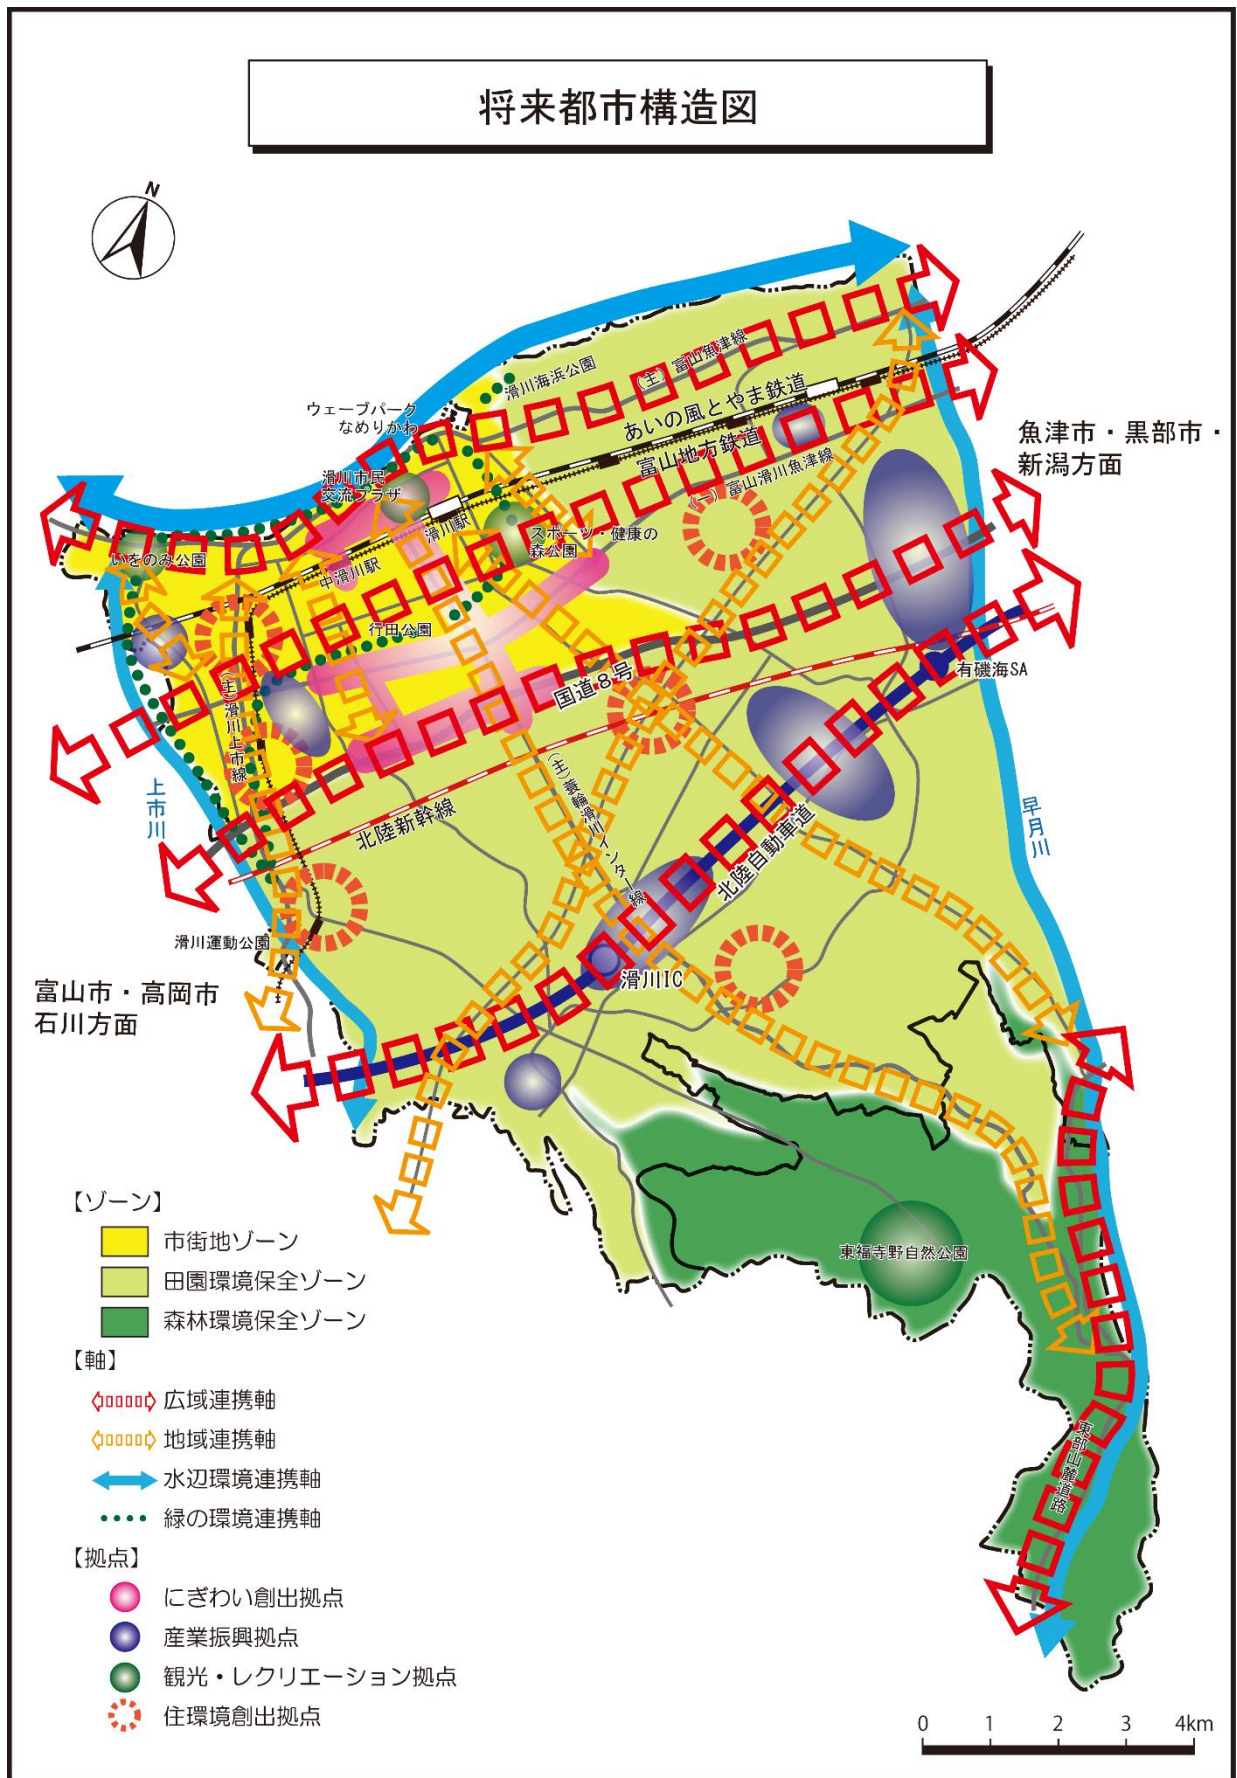 将来都市構造図
N
滑川海浜公園
(主)富山魚津線
ウェーブパーク
なめりかわ
あいの風とやま鉄道
富山地方鉄道
(一)富山滑川魚津線
魚津市・黒部市・
新潟方面
滑川市民
交流プラザ
滑川駅
スポーツ・健康の
森公園
いをのみ公園
中滑川駅
行田公園
有磯海SA
国道8号
(主)滑川上市線
上市川
北陸新幹線
(主)蓑輪滑川インター線
北陸自動車道
早月川
滑川運動公園
滑川IC
富山市・高岡市
石川方面
東福寺野自然公園
東部山麓道路
【ゾーン】
市街地ゾーン
田園環境保全ゾーン
森林環境保全ゾーン
【軸】
広域連携軸
地域連携軸
水辺環境連携軸
緑の環境連携軸
【拠点】
にぎわい創出拠点
産業振興拠点
観光・レクリエーション拠点
住環境創出拠点
0 1 2 3 4km